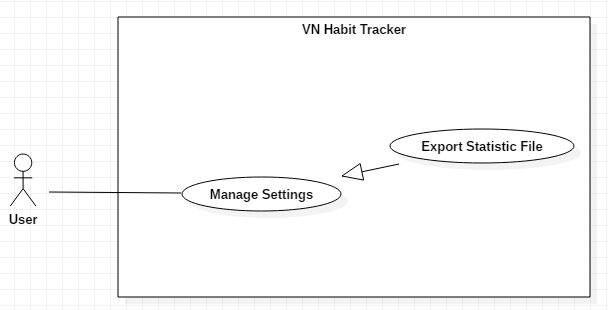 VN Habit Tracker
Export Statistic File
Manage Settings
User